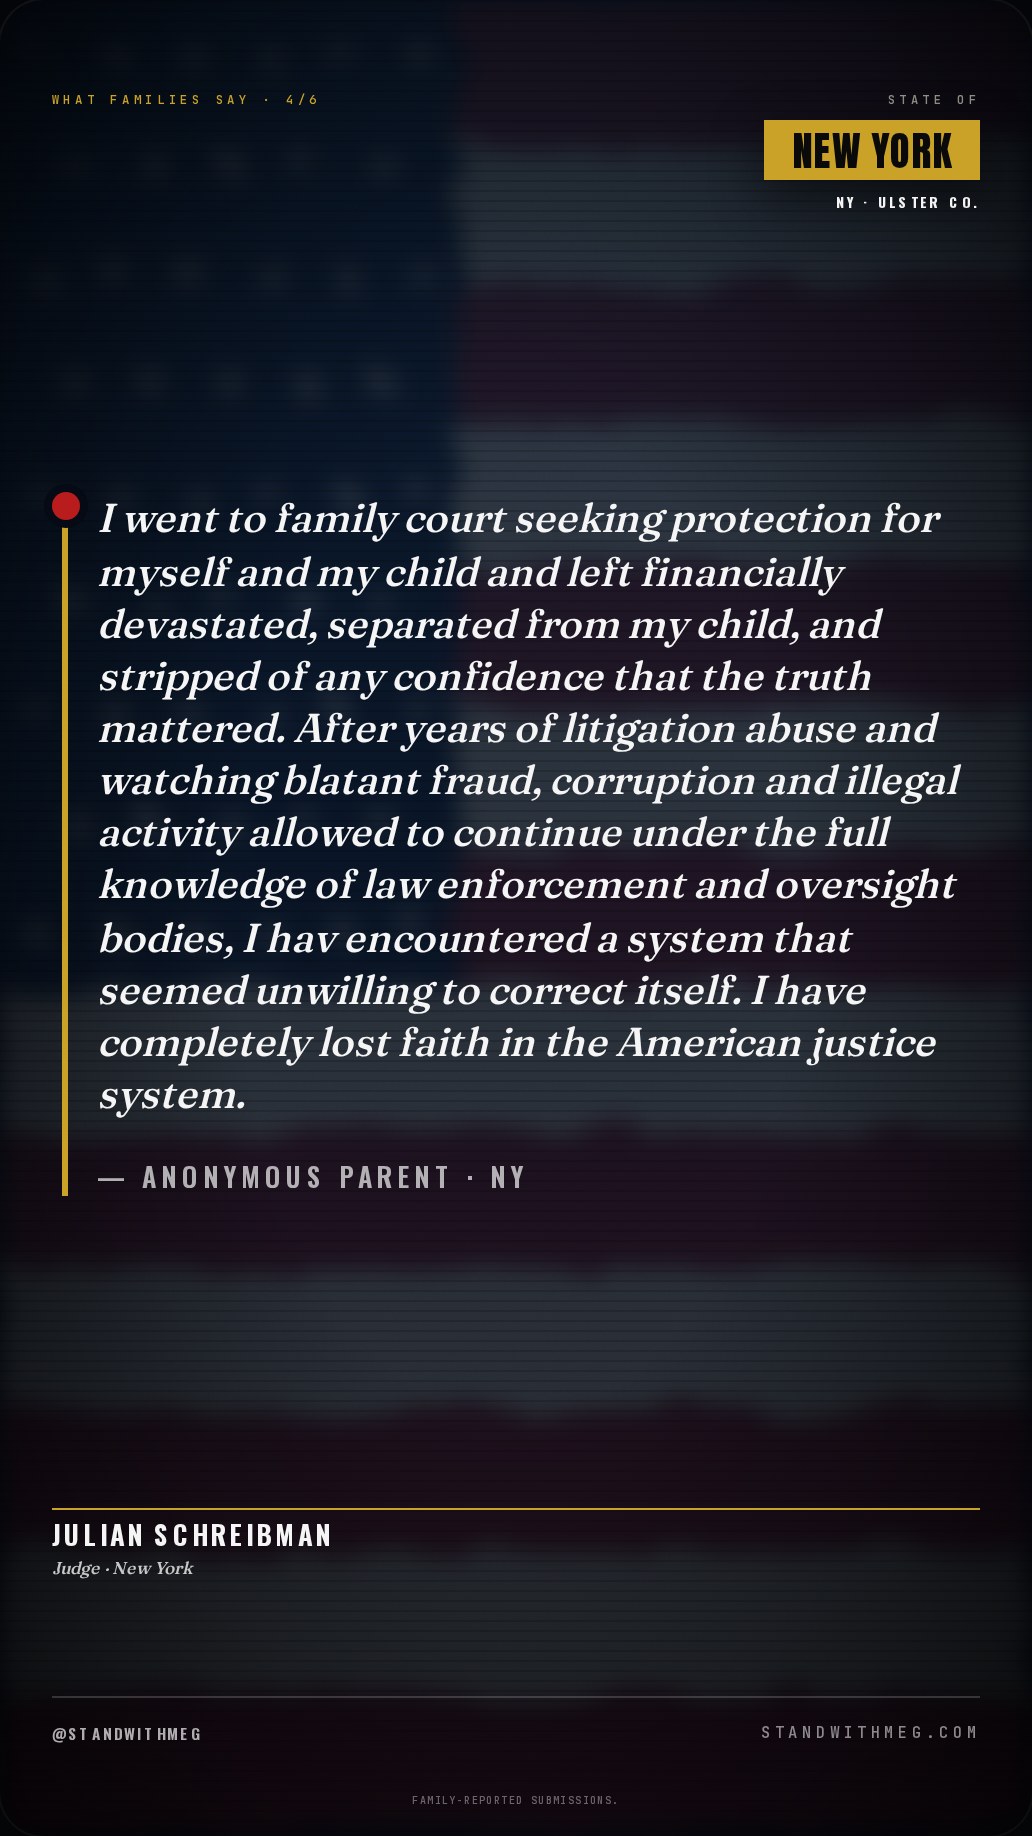 WHAT FAMILIES SAY · 4/6
STATE OF
NEW YORK
NY · ULSTER CO.
I went to family court seeking protection for
myself and my child and left financially
devastated, separated from my child, and
stripped of any confidence that the truth
mattered. After years of litigation abuse and
watching blatant fraud, corruption and illegal
activity allowed to continue under the full
knowledge of law enforcement and oversight
bodies, I hav encountered a system that
seemed unwilling to correct itself. I have
completely lost faith in the American justice
system.
— ANONYMOUS PARENT · NY
JULIAN SCHREIBMAN
Judge · New York
@STANDWITHMEG
STANDWITHMEG.COM
FAMILY-REPORTED SUBMISSIONS.